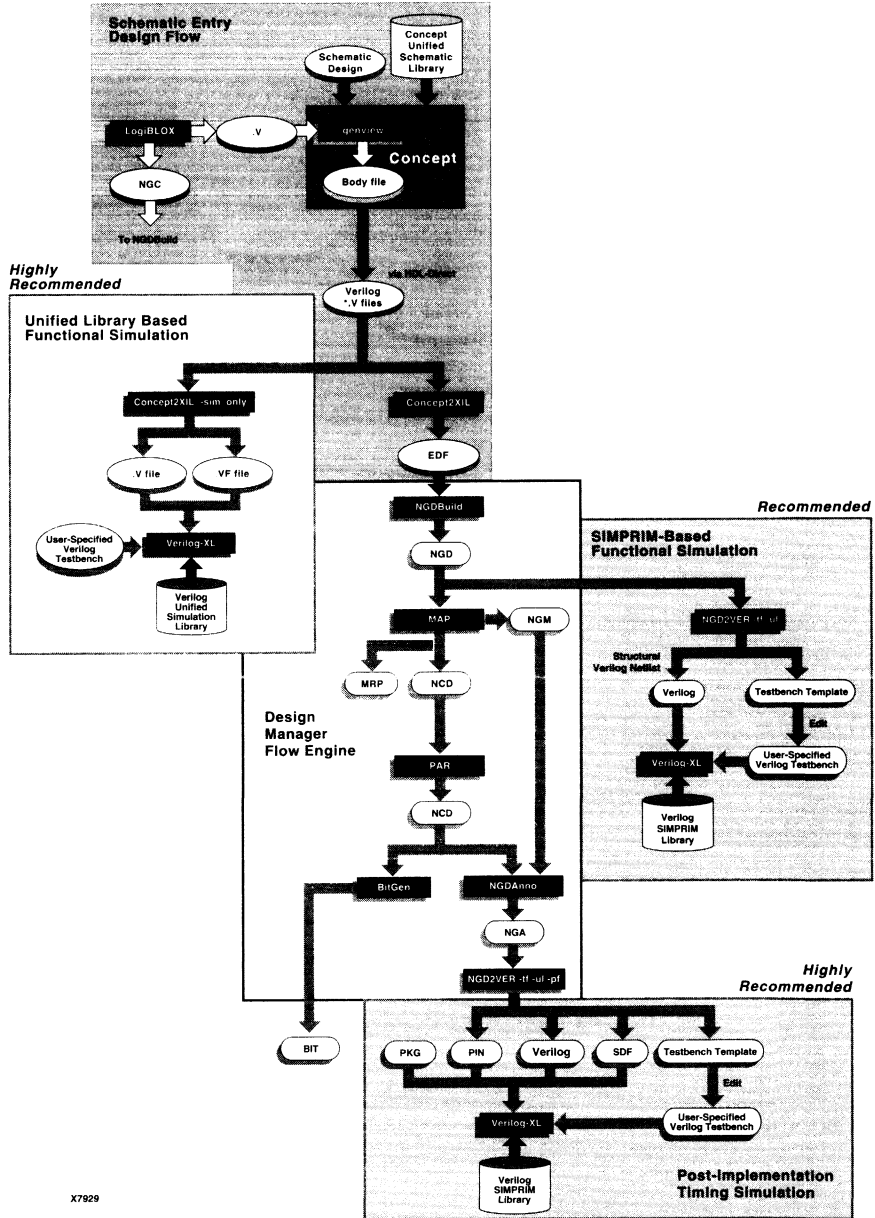 Schematic Entry
Design Flow
Concept
Unified
Schematic
Library
Schematic
Design
LogiBLOX
.V
genview
Concept
Body file
NGC
To NGDBuild
via HDL-Direct
Verilog
*.V files
Highly
Recommended
Unified Library Based
Functional Simulation
Concept2XIL -sim_only
Concept2XIL
.V file
VF file
EDF
User-Specified
Verilog
Testbench
Verilog-XL
Verilog
Unified
Simulation
Library
NGDBuild
NGD
Recommended
SIMPRIM-Based
Functional Simulation
MAP
NGM
NGD2VER -tf -ul
MRP
NCD
Structural
Verilog Netlist
Verilog
Testbench Template
Edit
Design
Manager
Flow Engine
PAR
Verilog-XL
User-Specified
Verilog Testbench
NCD
Verilog
SIMPRIM
Library
BitGen
NGDAnno
NGA
NGD2VER -tf -ul -pf
Highly
Recommended
BIT
PKG
PIN
Verilog
SDF
Testbench Template
Edit
Verilog-XL
User-Specified
Verilog Testbench
Verilog
SIMPRIM
Library
Post-Implementation
Timing Simulation
X7929